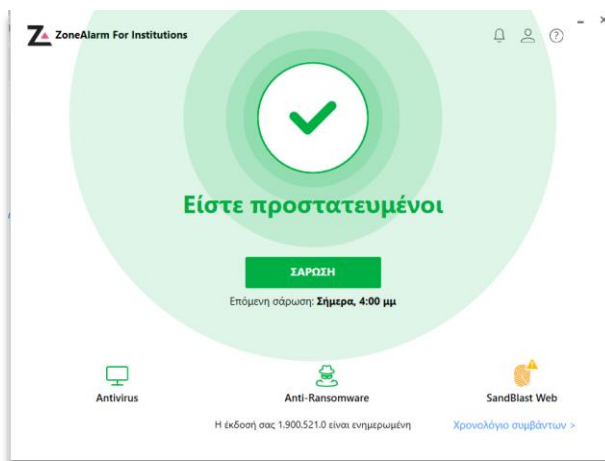 ZoneAlarm For Institutions
Είστε προστατευμένοι
ΣΑΡΩΣΗ
Επόμενη σάρωση: Σήμερα, 4:00 μμ
Antivirus
Anti-Ransomware
SandBlast Web
Η έκδοσή σας 1.900.521.0 είναι ενημερωμένη
Χρονολόγιο συμβάντων >